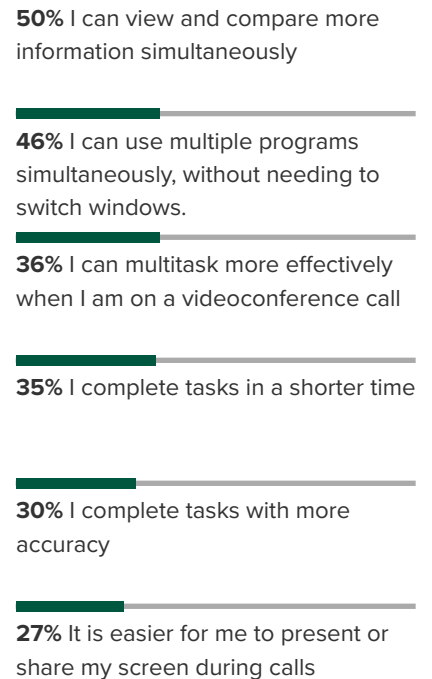 50% I can view and compare more
information simultaneously
46% I can use multiple programs
simultaneously, without needing to
switch windows.
36% I can multitask more effectively
when I am on a videoconference call
35% I complete tasks in a shorter time
30% I complete tasks with more
accuracy
27% It is easier for me to present or
share my screen during calls